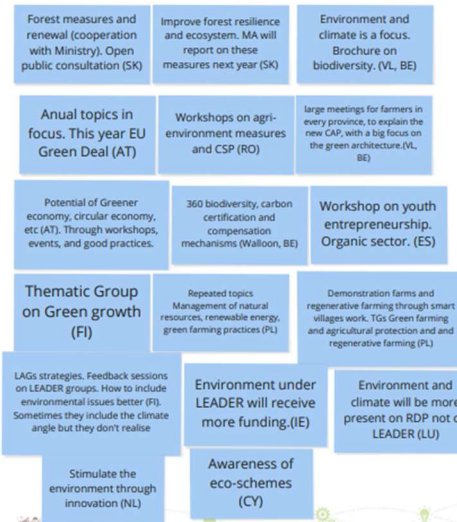 Forest measures and
renewal (cooperation
with Ministry). Open
public consultation (SK)
Improve forest resilience
and ecosystem. MA will
report on these
measures next year (SK)
Environment and
climate is a focus.
Brochure on
biodiversity. (VL, BE)
Anual topics in
focus. This year EU
Green Deal (AT)
Workshops on agri-
environment measures
and CSP (RO)
large meetings for farmers in
every province, to explain the
new CAP, with a big focus on
the green architecture.(VL,
BE)
Potential of Greener
economy, circular economy,
etc (AT). Through workshops,
events, and good practices.
360 biodiversity, carbon
certification and
compensation
mechanisms (Walloon, BE)
Workshop on youth
entrepreneurship.
Organic sector. (ES)
Thematic Group
on Green growth
(FI)
Repeated topics
Management of natural
resources, renewable energy,
green farming practices (PL)
Demonstration farms and
regenerative farming through smart
villages work. TGs Green farming
and agricultural protection and and
regenerative farming (PL)
LAGs strategies. Feedback sessions
on LEADER groups. How to include
environmental issues better (FI).
Sometimes they include the climate
angle but they don't realise
Environment under
LEADER will receive
more funding.(IE)
Environment and
climate will be more
present on RDP not o
LEADER (LU)
Stimulate the
environment through
innovation (NL)
Awareness of
eco-schemes
(CY)